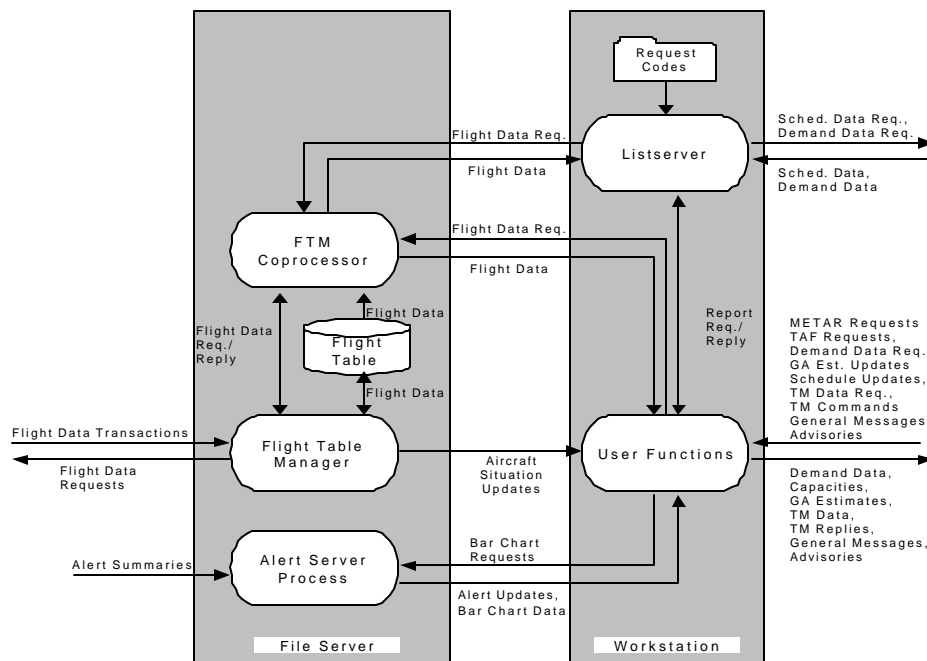 Request
Codes
Flight Data Req.
Listserver
Sched. Data Req.,
Demand Data Req.
Flight Data
Sched. Data,
Demand Data
FTM
Coprocessor
Flight Data Req.
Flight Data
Flight Data
Req./
Reply
Flight Data
Flight
Table
Flight Data
Report
Req./
Reply
METAR Requests
TAF Requests,
Demand Data Req.
GA Est. Updates
Schedule Updates,
TM Data Req.,
TM Commands
General Messages
Advisories
Flight Data Transactions
Flight Data
Requests
Flight Table
Manager
Aircraft
Situation
Updates
User Functions
Demand Data,
Capacities,
GA Estimates,
TM Data,
TM Replies,
General Messages,
Advisories
Alert Summaries
Alert Server
Process
Bar Chart
Requests
Alert Updates,
Bar Chart Data
File Server
Workstation